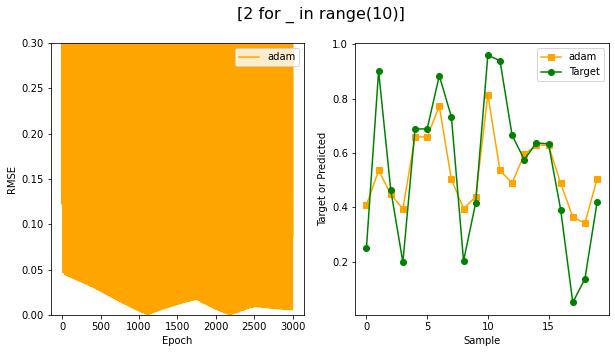 [2 for _ in range(10)]
0.30
0.25
0.20
0.15
0.10
0.05
0.00
RMSE
0 500 1000 1500 2000 2500 3000
Epoch
adam
1.0
0.8
0.6
0.4
0.2
Target or Predicted
0 5 10 15
Sample
adam
Target